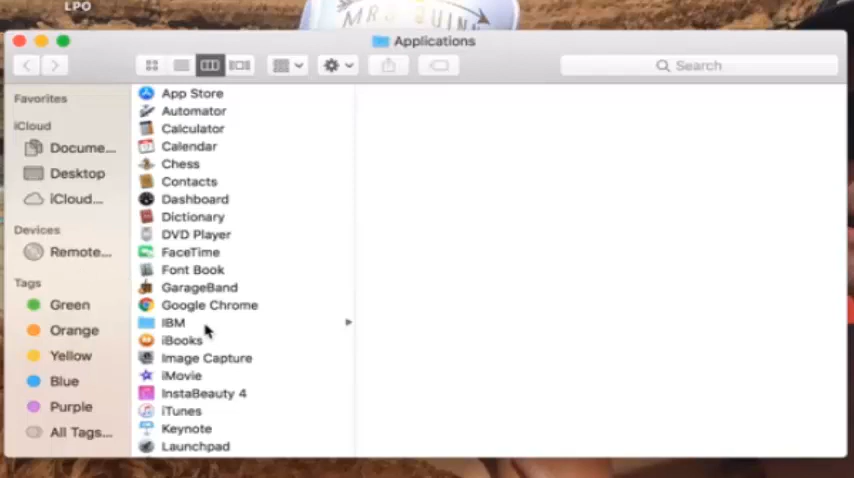 LPO
MRS QUINN
Applications
Search
Favorites
iCloud
Docume...
Desktop
iCloud...
Devices
Remote...
Tags
Green
Orange
Yellow
Blue
Purple
All Tags...
App Store
Automator
Calculator
Calendar
Chess
Contacts
Dashboard
Dictionary
DVD Player
FaceTime
Font Book
GarageBand
Google Chrome
IBM
iBooks
Image Capture
iMovie
InstaBeauty 4
iTunes
Keynote
Launchpad